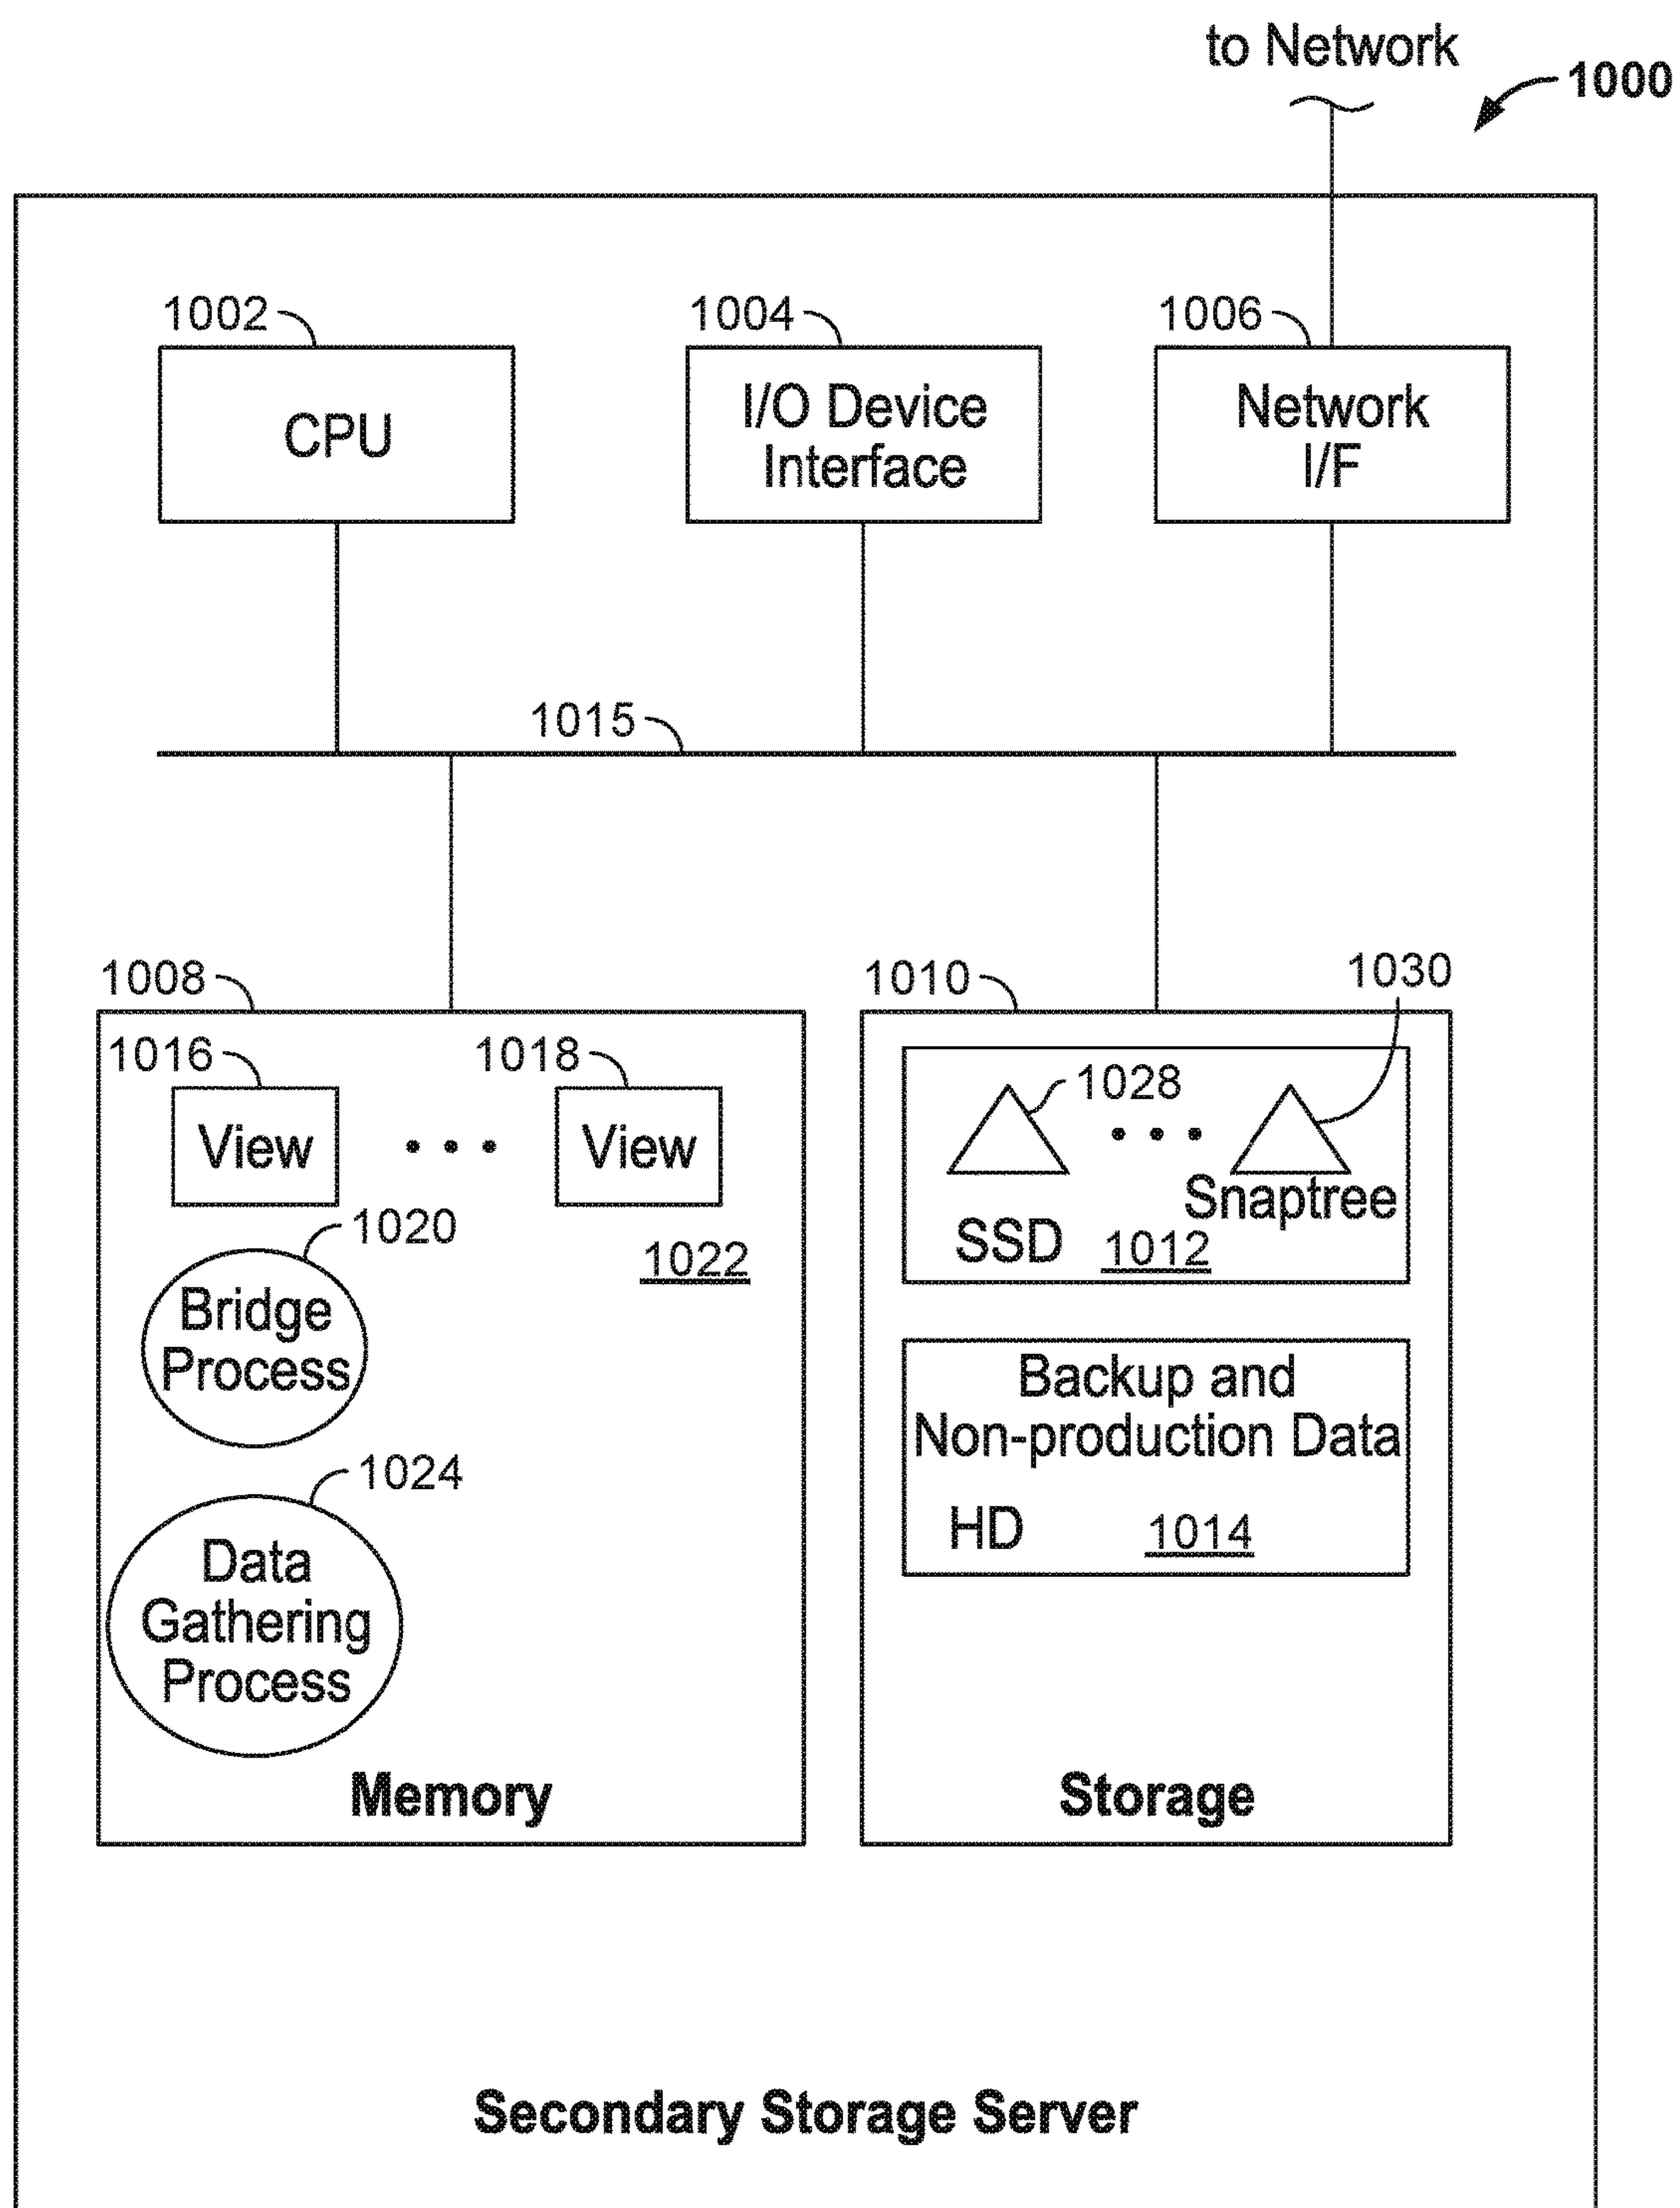 to Network
1000
1002
1004
1006
CPU
I/O Device
Interface
Network
I/F
1015
1008
1010
1030
1016
1018
1028
View
• • •
View
• • •
Snaptree
1020
1022
SSD
1012
Bridge
Process
Backup and
Non-production Data
1024
HD
1014
Data
Gathering
Process
Memory
Storage
Secondary Storage Server